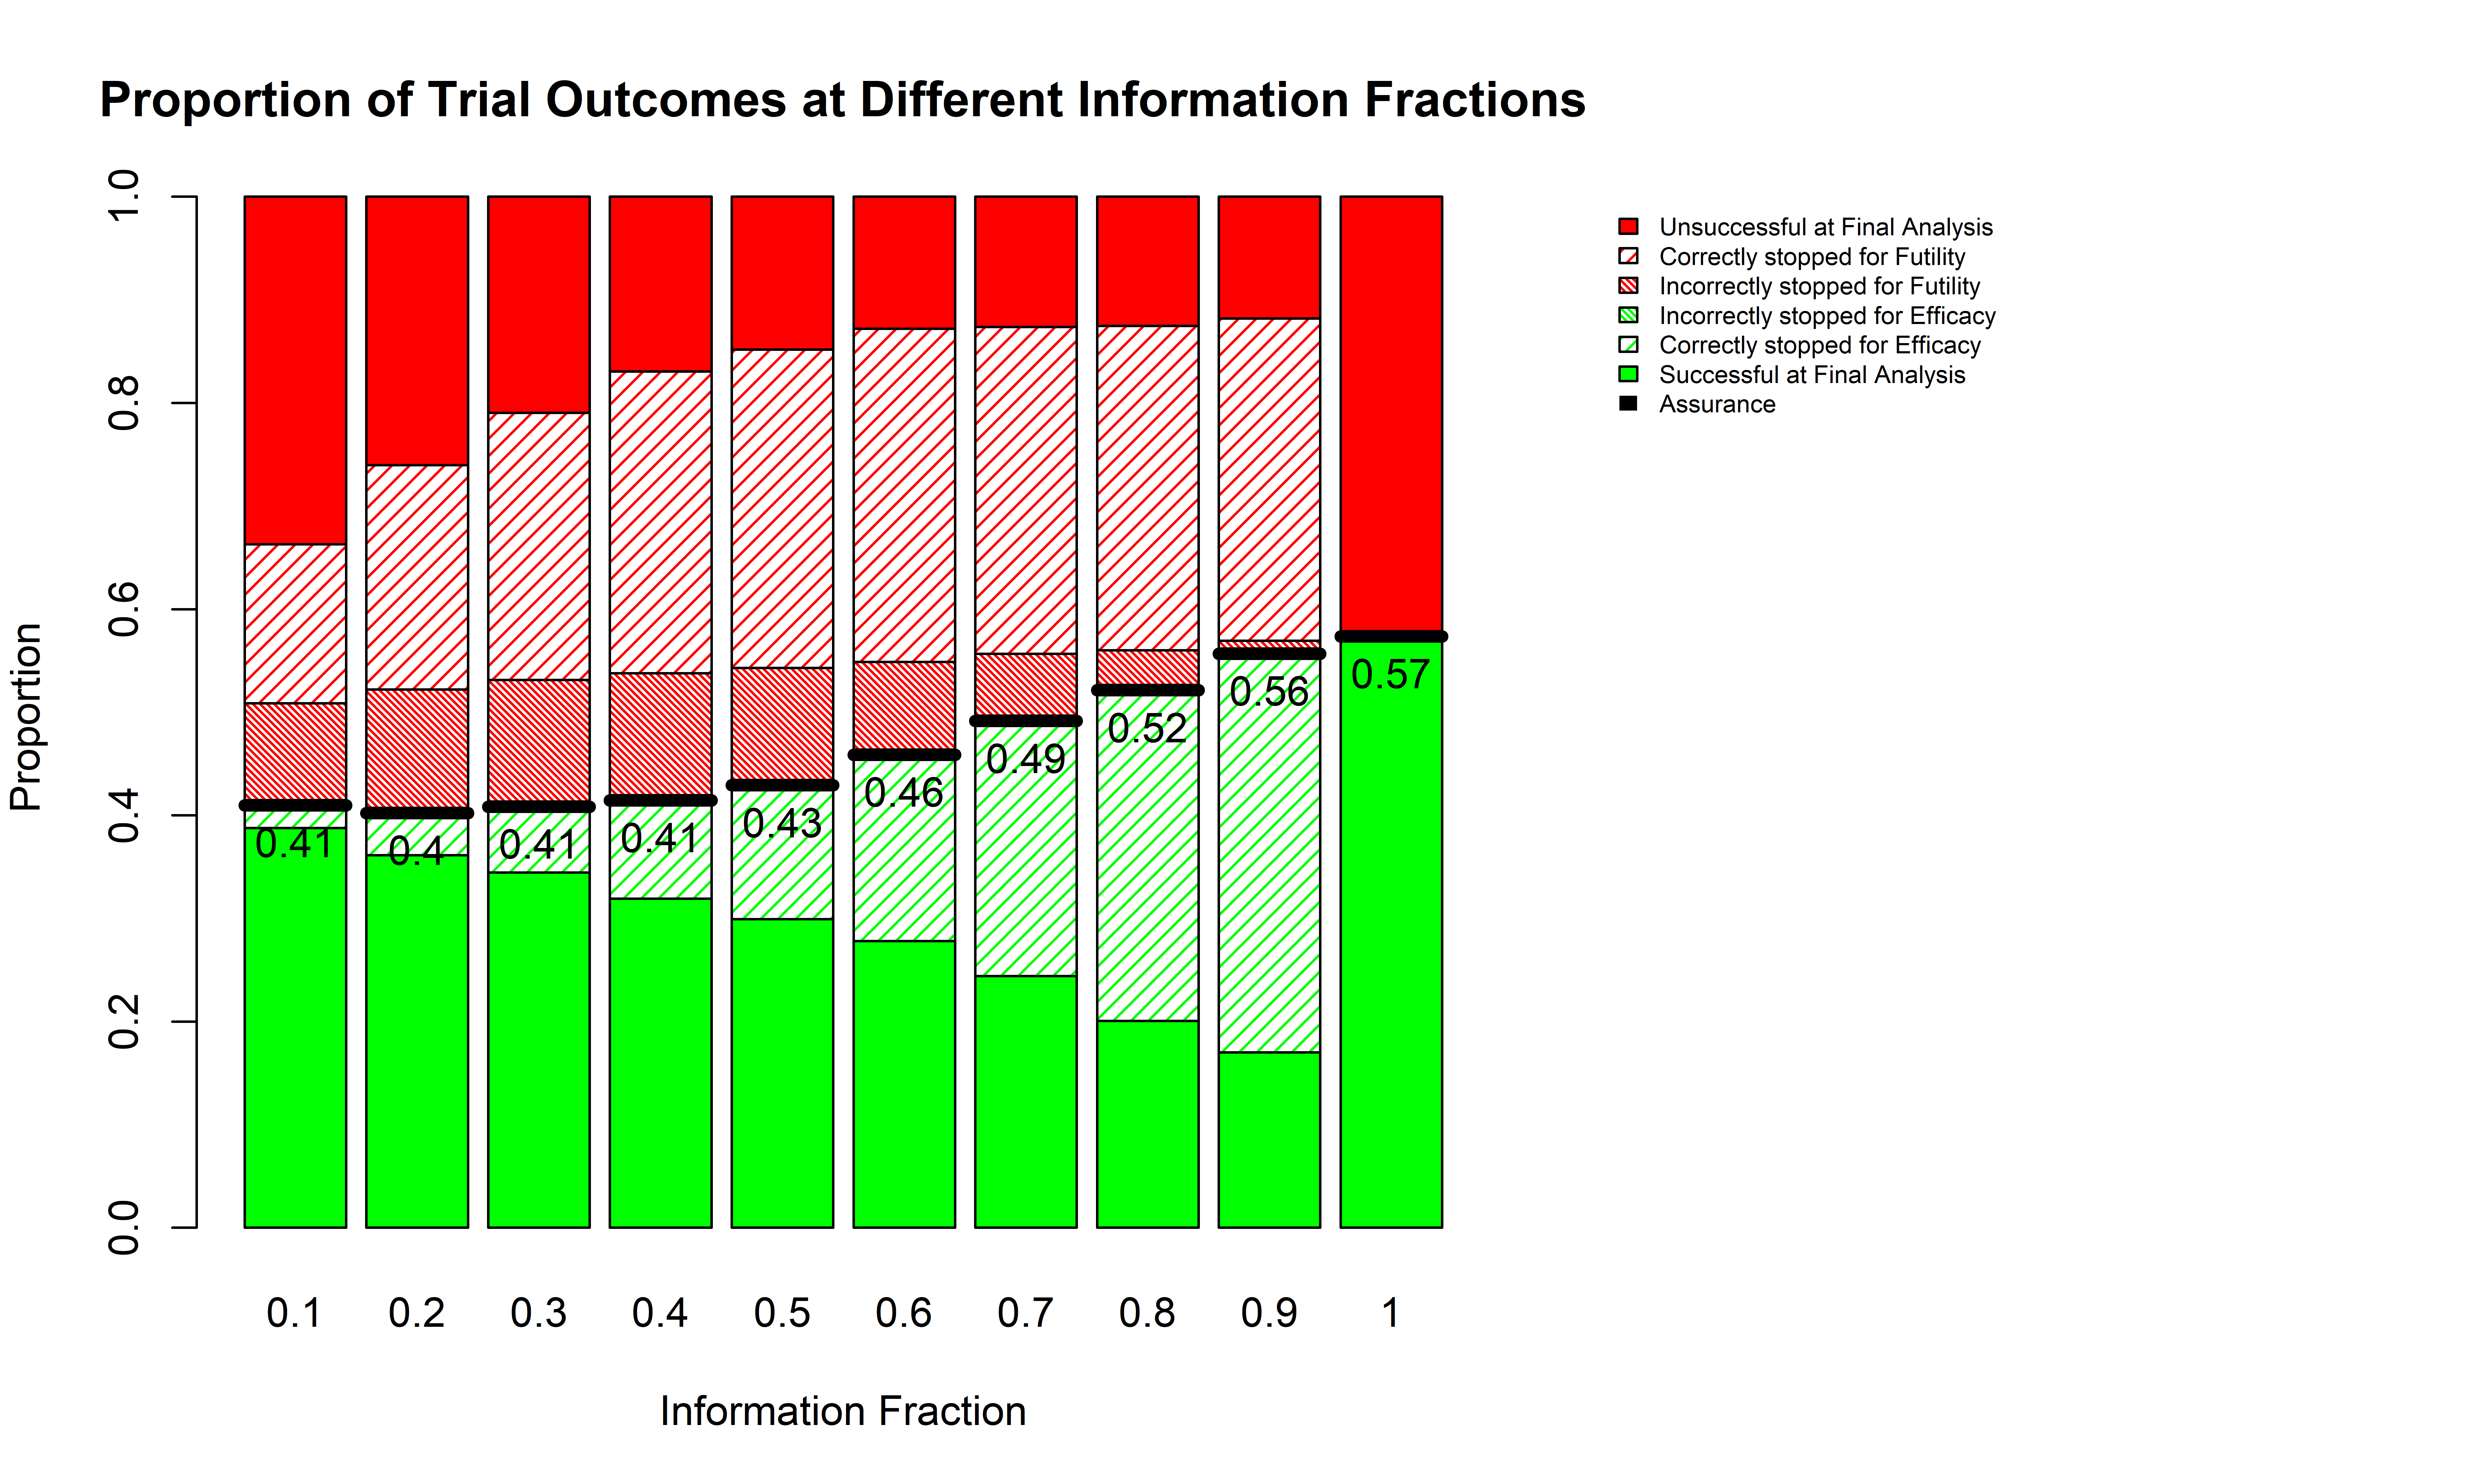 Proportion of Trial Outcomes at Different Information Fractions
Proportion
1.0
0.8
0.6
0.4
0.2
0.0
0.41
0.4
0.41
0.41
0.43
0.46
0.49
0.52
0.56
0.57
0.1
0.2
0.3
0.4
0.5
0.6
0.7
0.8
0.9
1
Information Fraction
Unsuccessful at Final Analysis
Correctly stopped for Futility
Incorrectly stopped for Futility
Incorrectly stopped for Efficacy
Correctly stopped for Efficacy
Successful at Final Analysis
Assurance